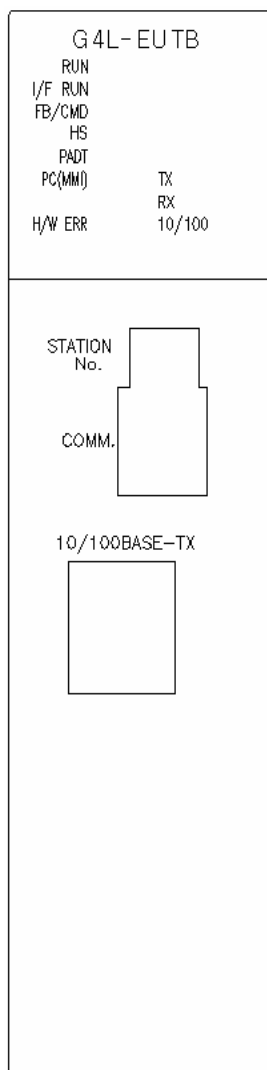 G4L-EUTB
RUN
I/F RUN
FB/CMD
HS
PADT
PC(MMI) TX
RX
H/W ERR 10/100
STATION
No.
COMM.
10/100BASE-TX